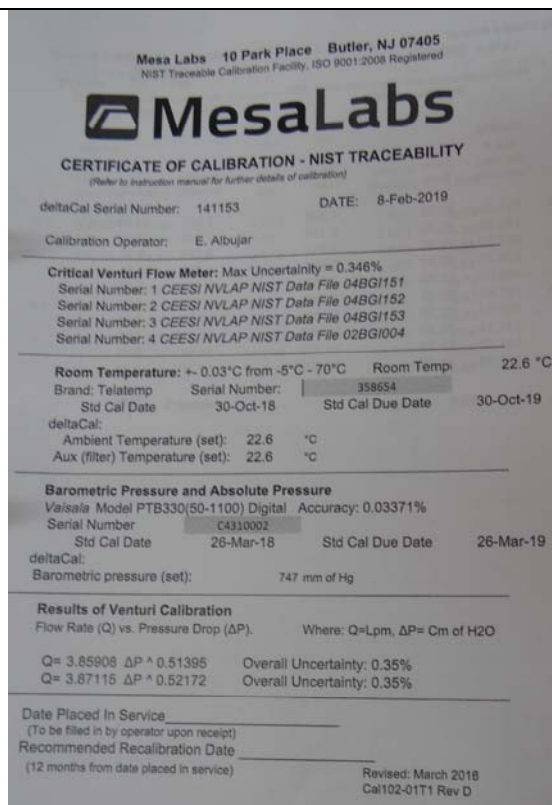 Mesa Labs 10 Park Place Butler, NJ 07405
NIST Traceable Calibration Facility, ISO 9001:2008 Registered
MesaLabs
CERTIFICATE OF CALIBRATION - NIST TRACEABILITY
(Refer to instruction manual for further details of calibration)
deltaCal Serial Number: 141153 DATE: 8-Feb-2019
Calibration Operator: E. Albujar
Critical Venturi Flow Meter: Max Uncertainity = 0.346%
Serial Number: 1 CEESI NVLAP NIST Data File 04BGI151
Serial Number: 2 CEESI NVLAP NIST Data File 04BGI152
Serial Number: 3 CEESI NVLAP NIST Data File 04BGI153
Serial Number: 4 CEESI NVLAP NIST Data File 02BGI004
Room Temperature: +- 0.03°C from -5°C - 70°C Room Temp 22.6 °C
Brand: Telatemp Serial Number: 358654
Std Cal Date 30-Oct-18 Std Cal Due Date 30-Oct-19
deltaCal:
Ambient Temperature (set): 22.6 °C
Aux (filter) Temperature (set): 22.6 °C
Barometric Pressure and Absolute Pressure
Vaisala Model PTB330(50-1100) Digital Accuracy: 0.03371%
Serial Number C4310002
Std Cal Date 26-Mar-18 Std Cal Due Date 26-Mar-19
deltaCal:
Barometric pressure (set): 747 mm of Hg
Results of Venturi Calibration
Flow Rate (Q) vs. Pressure Drop (ΔP). Where: Q=Lpm, ΔP= Cm of H2O
Q= 3.85908 ΔP ^ 0.51395 Overall Uncertainty: 0.35%
Q= 3.87115 ΔP ^ 0.52172 Overall Uncertainty: 0.35%
Date Placed In Service
(To be filled in by operator upon receipt)
Recommended Recalibration Date
(12 months from date placed in service)
Revised: March 2016
Cal102-01T1 Rev D